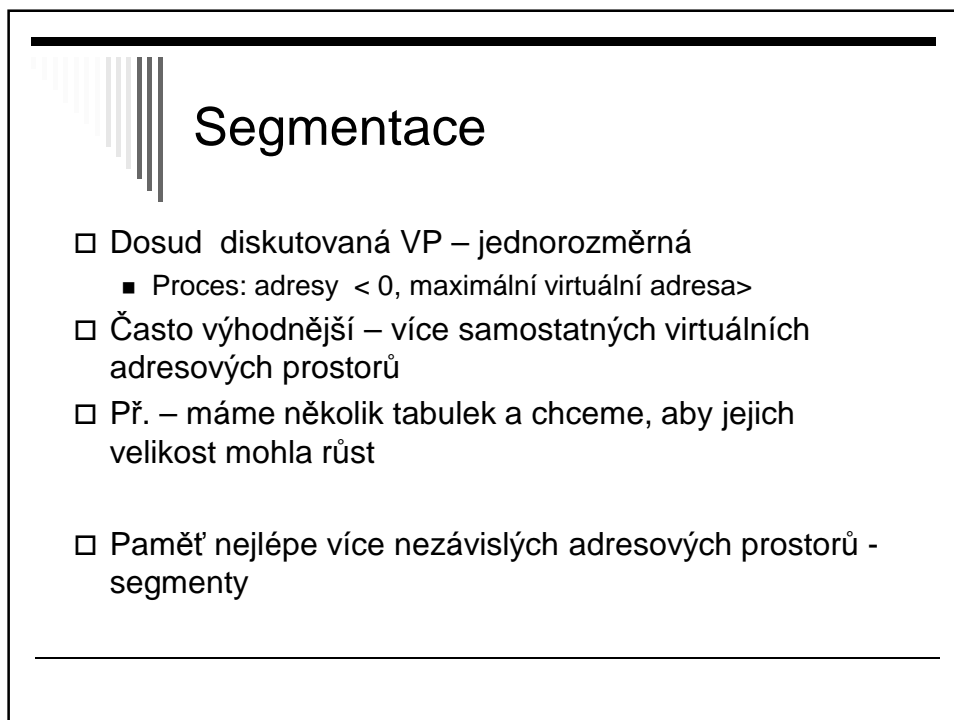 Segmentace
Dosud diskutovaná VP – jednorozměrná
Proces: adresy < 0, maximální virtuální adresa>
Často výhodnější – více samostatných virtuálních
adresových prostorů
Př. – máme několik tabulek a chceme, aby jejich
velikost mohla růst
Paměť nejlépe více nezávislých adresových prostorů -
segmenty